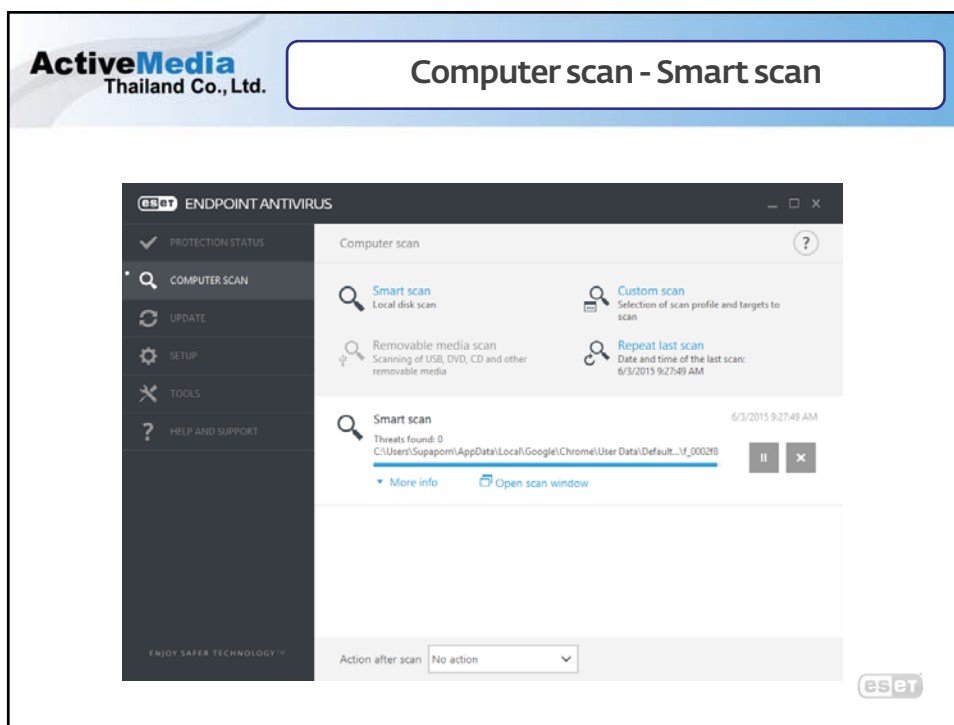 ActiveMedia
Thailand Co., Ltd.
Computer scan - Smart scan
eset ENDPOINT ANTIVIRUS
PROTECTION STATUS
COMPUTER SCAN
UPDATE
SETUP
TOOLS
HELP AND SUPPORT
ENJOY SAFER TECHNOLOGY™
Computer scan
?
Smart scan
Local disk scan
Custom scan
Selection of scan profile and targets to
scan
Removable media scan
Scanning of USB, DVD, CD and other
removable media
Repeat last scan
Date and time of the last scan:
6/3/2015 9:27:49 AM
Smart scan
6/3/2015 9:27:49 AM
Threats found: 0
C:\Users\Supaporn\AppData\Local\Google\Chrome\User Data\Default...\f_0002f8
More info
Open scan window
Action after scan No action
eset